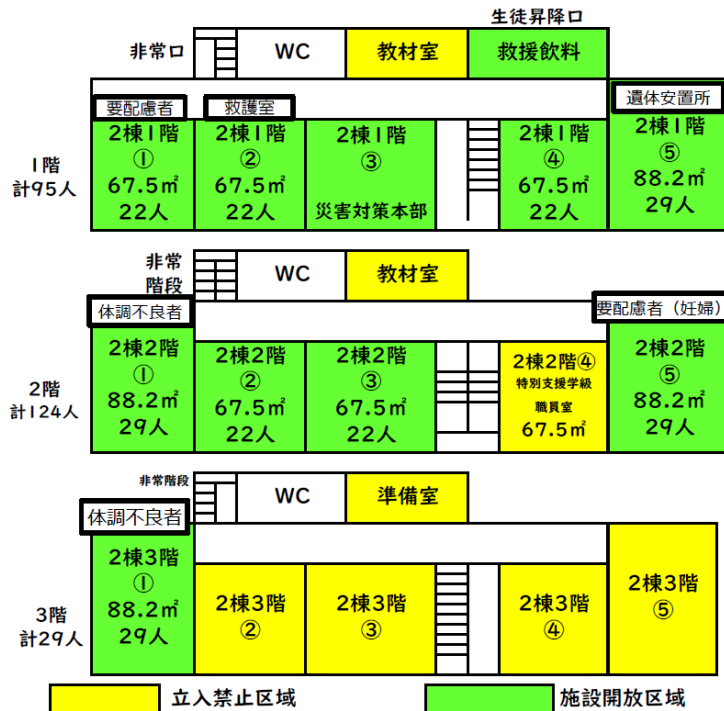 生徒昇降口
非常口
WC
教材室
救援飲料
要配慮者
救護室
遺体安置所
2棟1階
①
67.5㎡
22人
2棟1階
②
67.5㎡
22人
2棟1階
③
災害対策本部
2棟1階
④
67.5㎡
22人
2棟1階
⑤
88.2㎡
29人
1階
計95人
非常
階段
WC
教材室
体調不良者
要配慮者(妊婦)
2棟2階
①
88.2㎡
29人
2棟2階
②
67.5㎡
22人
2棟2階
③
67.5㎡
22人
2棟2階④
特別支援学級
職員室
67.5㎡
2棟2階
⑤
88.2㎡
29人
2階
計124人
非常階段
WC
準備室
体調不良者
2棟3階
①
88.2㎡
29人
2棟3階
②
2棟3階
③
2棟3階
④
2棟3階
⑤
3階
計29人
立入禁止区域
施設開放区域